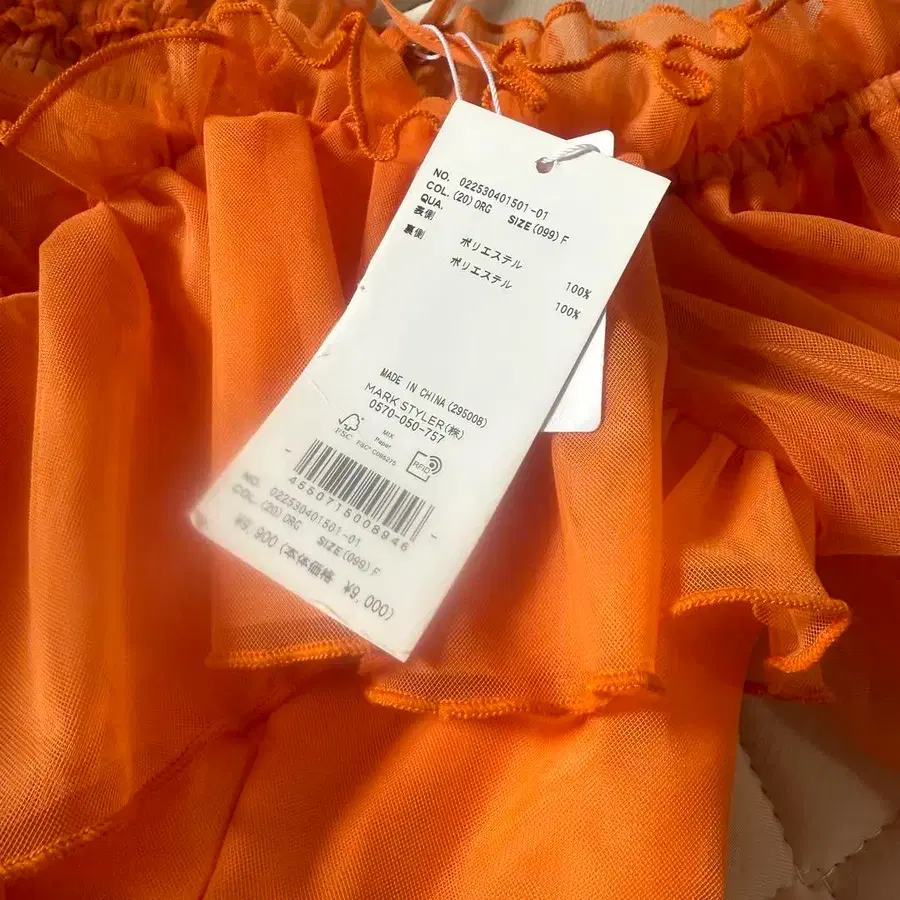 NO. 022530401501-01
COL. (20) ORG SIZE (099) F
QUA.
表側 ポリエステル 100%
裏側 ポリエステル 100%
MADE IN CHINA (295008)
MARK STYLER(株)
0570-050-757
FSC
MIX
Paper
FSC® C095275
RFID
4550715008946
NO. 022530401501-01
COL. (20) ORG SIZE (099) F
¥9,900 (本体価格 ¥9,000)